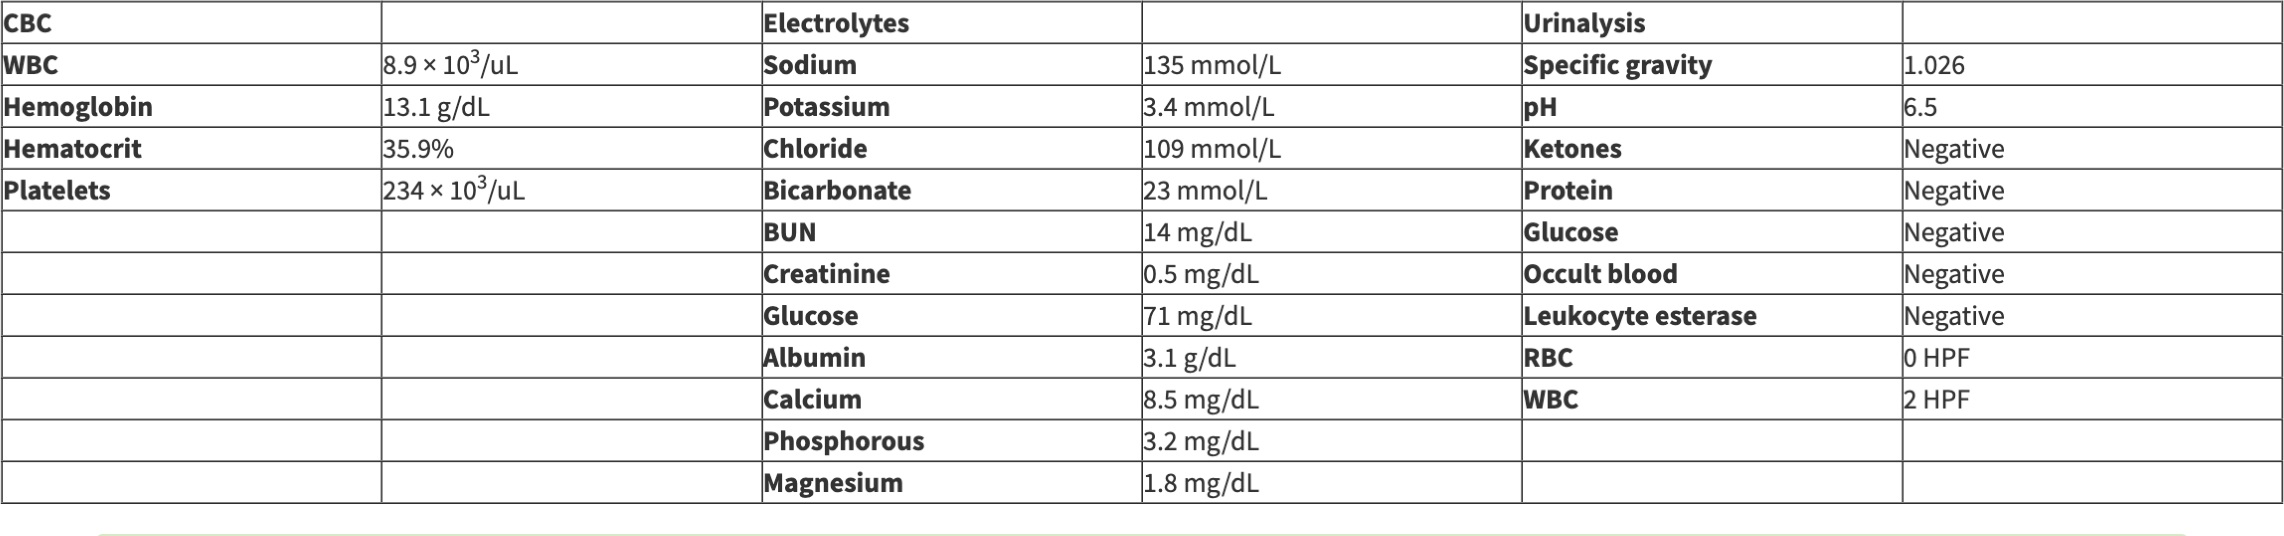 CBC Electrolytes Urinalysis
WBC 8.9 × 10³/uL Sodium 135 mmol/L Specific gravity 1.026
Hemoglobin 13.1 g/dL Potassium 3.4 mmol/L pH 6.5
Hematocrit 35.9% Chloride 109 mmol/L Ketones Negative
Platelets 234 × 10³/uL Bicarbonate 23 mmol/L Protein Negative
BUN 14 mg/dL Glucose Negative
Creatinine 0.5 mg/dL Occult blood Negative
Glucose 71 mg/dL Leukocyte esterase Negative
Albumin 3.1 g/dL RBC 0 HPF
Calcium 8.5 mg/dL WBC 2 HPF
Phosphorous 3.2 mg/dL
Magnesium 1.8 mg/dL